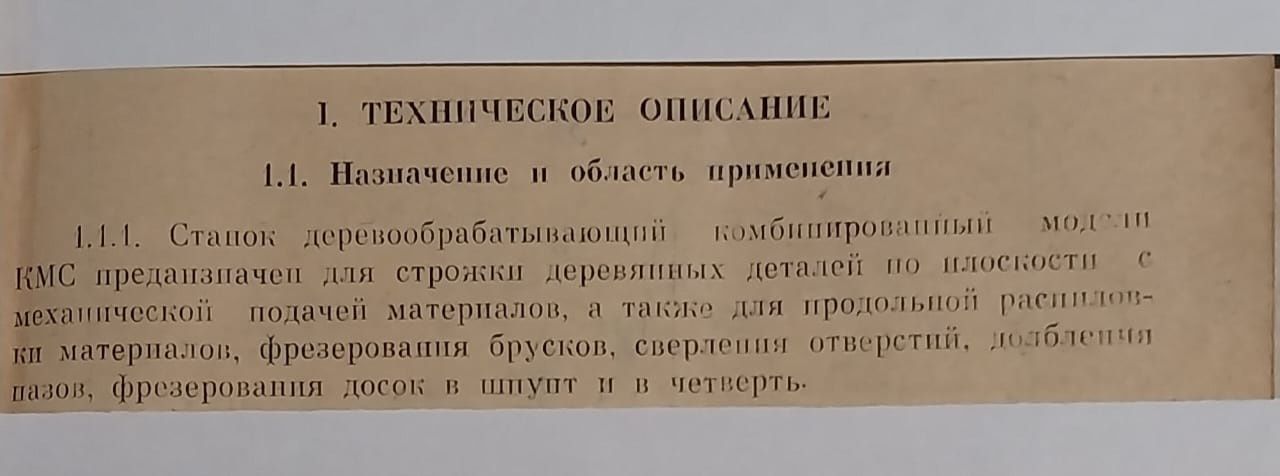 I. ТЕХНИЧЕСКОЕ ОПИСАНИЕ
1.1. Назначение и область применения
1.1.1. Станок деревообрабатывающий комбинированный модели
КМС преданзначен для строжки деревянных деталей по плоскости с
механической подачей материалов, а также для продольной распилов-
ки материалов, фрезерования брусков, сверления отверстий, долбления
пазов, фрезерования досок в шпунт и в четверть.